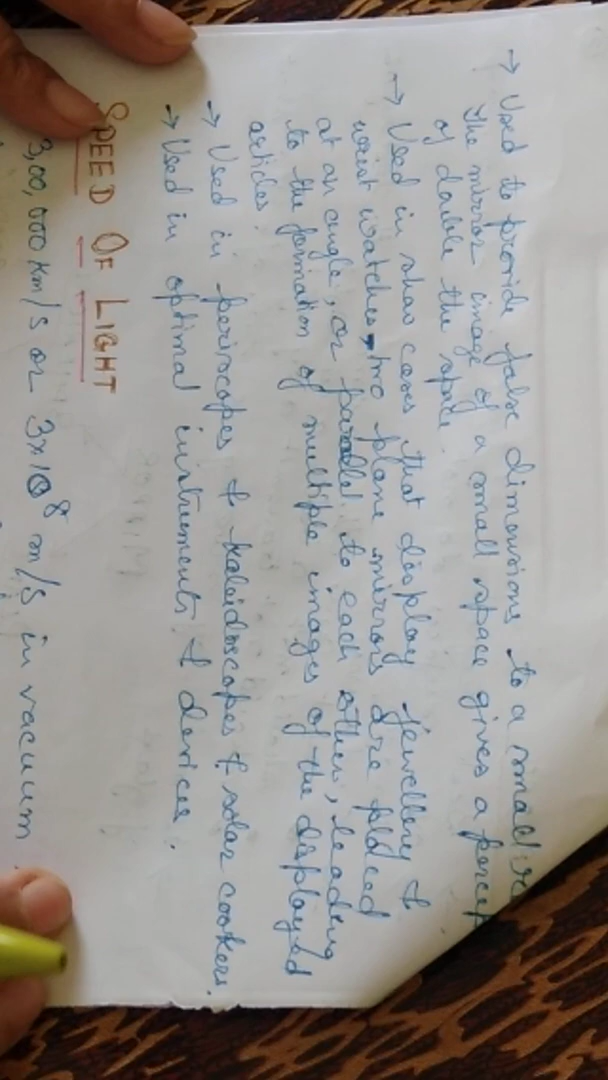 → Used to provide false dimensions to a small
The mirror image of a small space gives a
of double the space.
→ Used in show cases that display jewellery &
wrist watches, two plane mirrors are placed
at an angle, or parallel to each other, leading
to the formation of multiple images of the displayed
articles.
→ Used in periscopes & kaleidoscopes & solar cookers.
→ Used in optimal instruments & devices.
SPEED OF LIGHT
3,00,000 Km/s or 3×10⁸ m/s in vacuum.